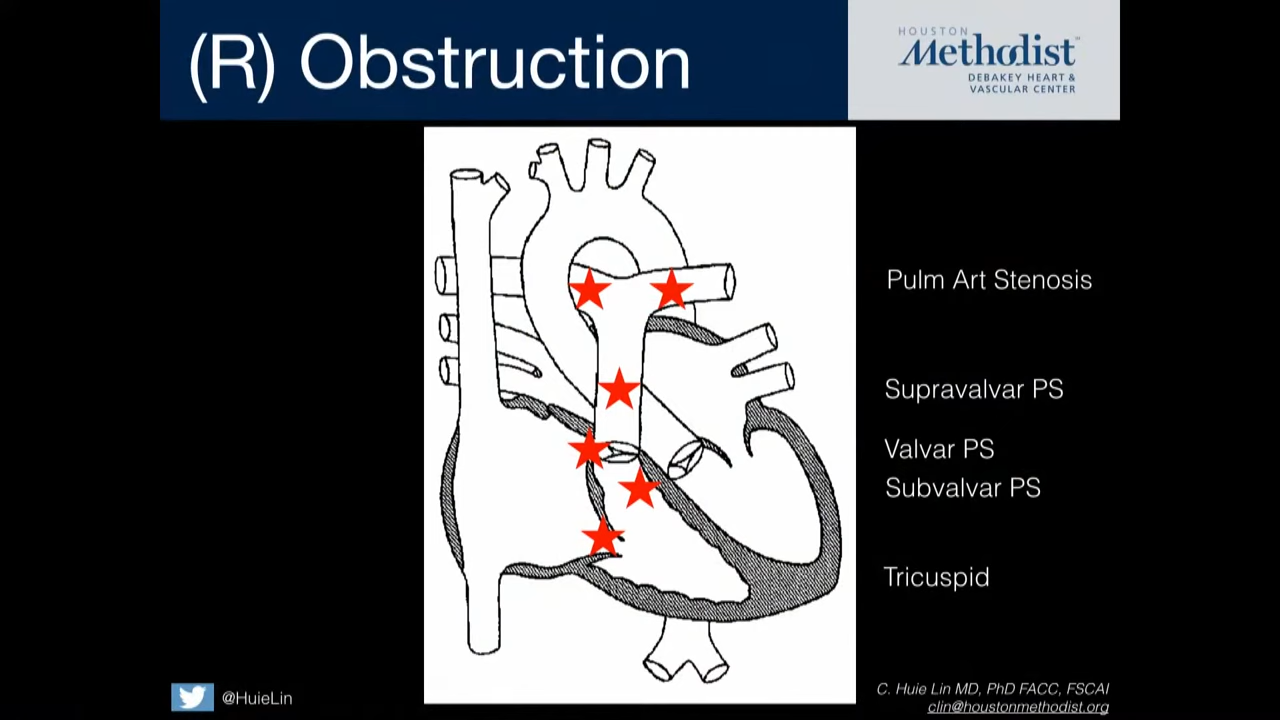 (R) Obstruction
HOUSTON
Methodist
DEBAKEY HEART &
VASCULAR CENTER
Pulm Art Stenosis
Supravalvar PS
Valvar PS
Subvalvar PS
Tricuspid
@HuieLin
C. Huie Lin MD, PhD FACC, FSCAI
clin@houstonmethodist.org